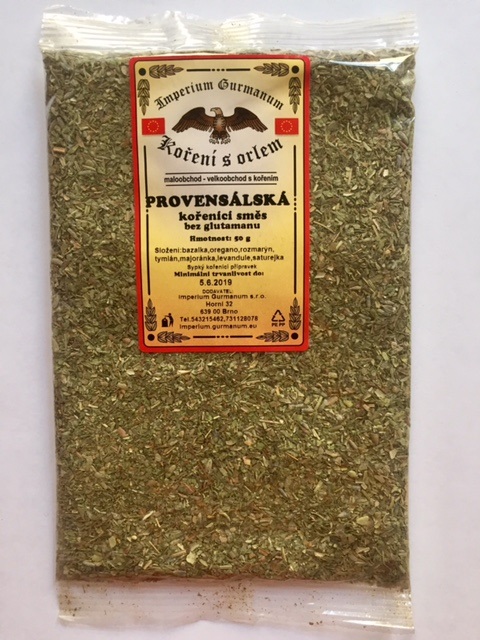 Imperium Gurmanum
Koření s orlem
maloobchod - velkoobchod s kořením
PROVENSÁLSKÁ
kořenící směs
bez glutamanu
Hmotnost: 50 g
Složení:bazalka,oregano,rozmarýn,
tymián,majoránka,levandule,saturejka
Sypký kořenící přípravek
Minimální trvanlivost do:
5.6.2019
DODAVATEL:
Imperium Gurmanum s.r.o.
Horní 32
639 00 Brno
Tel.543215462,731128078
imperium.gurmanum.eu
PE PP